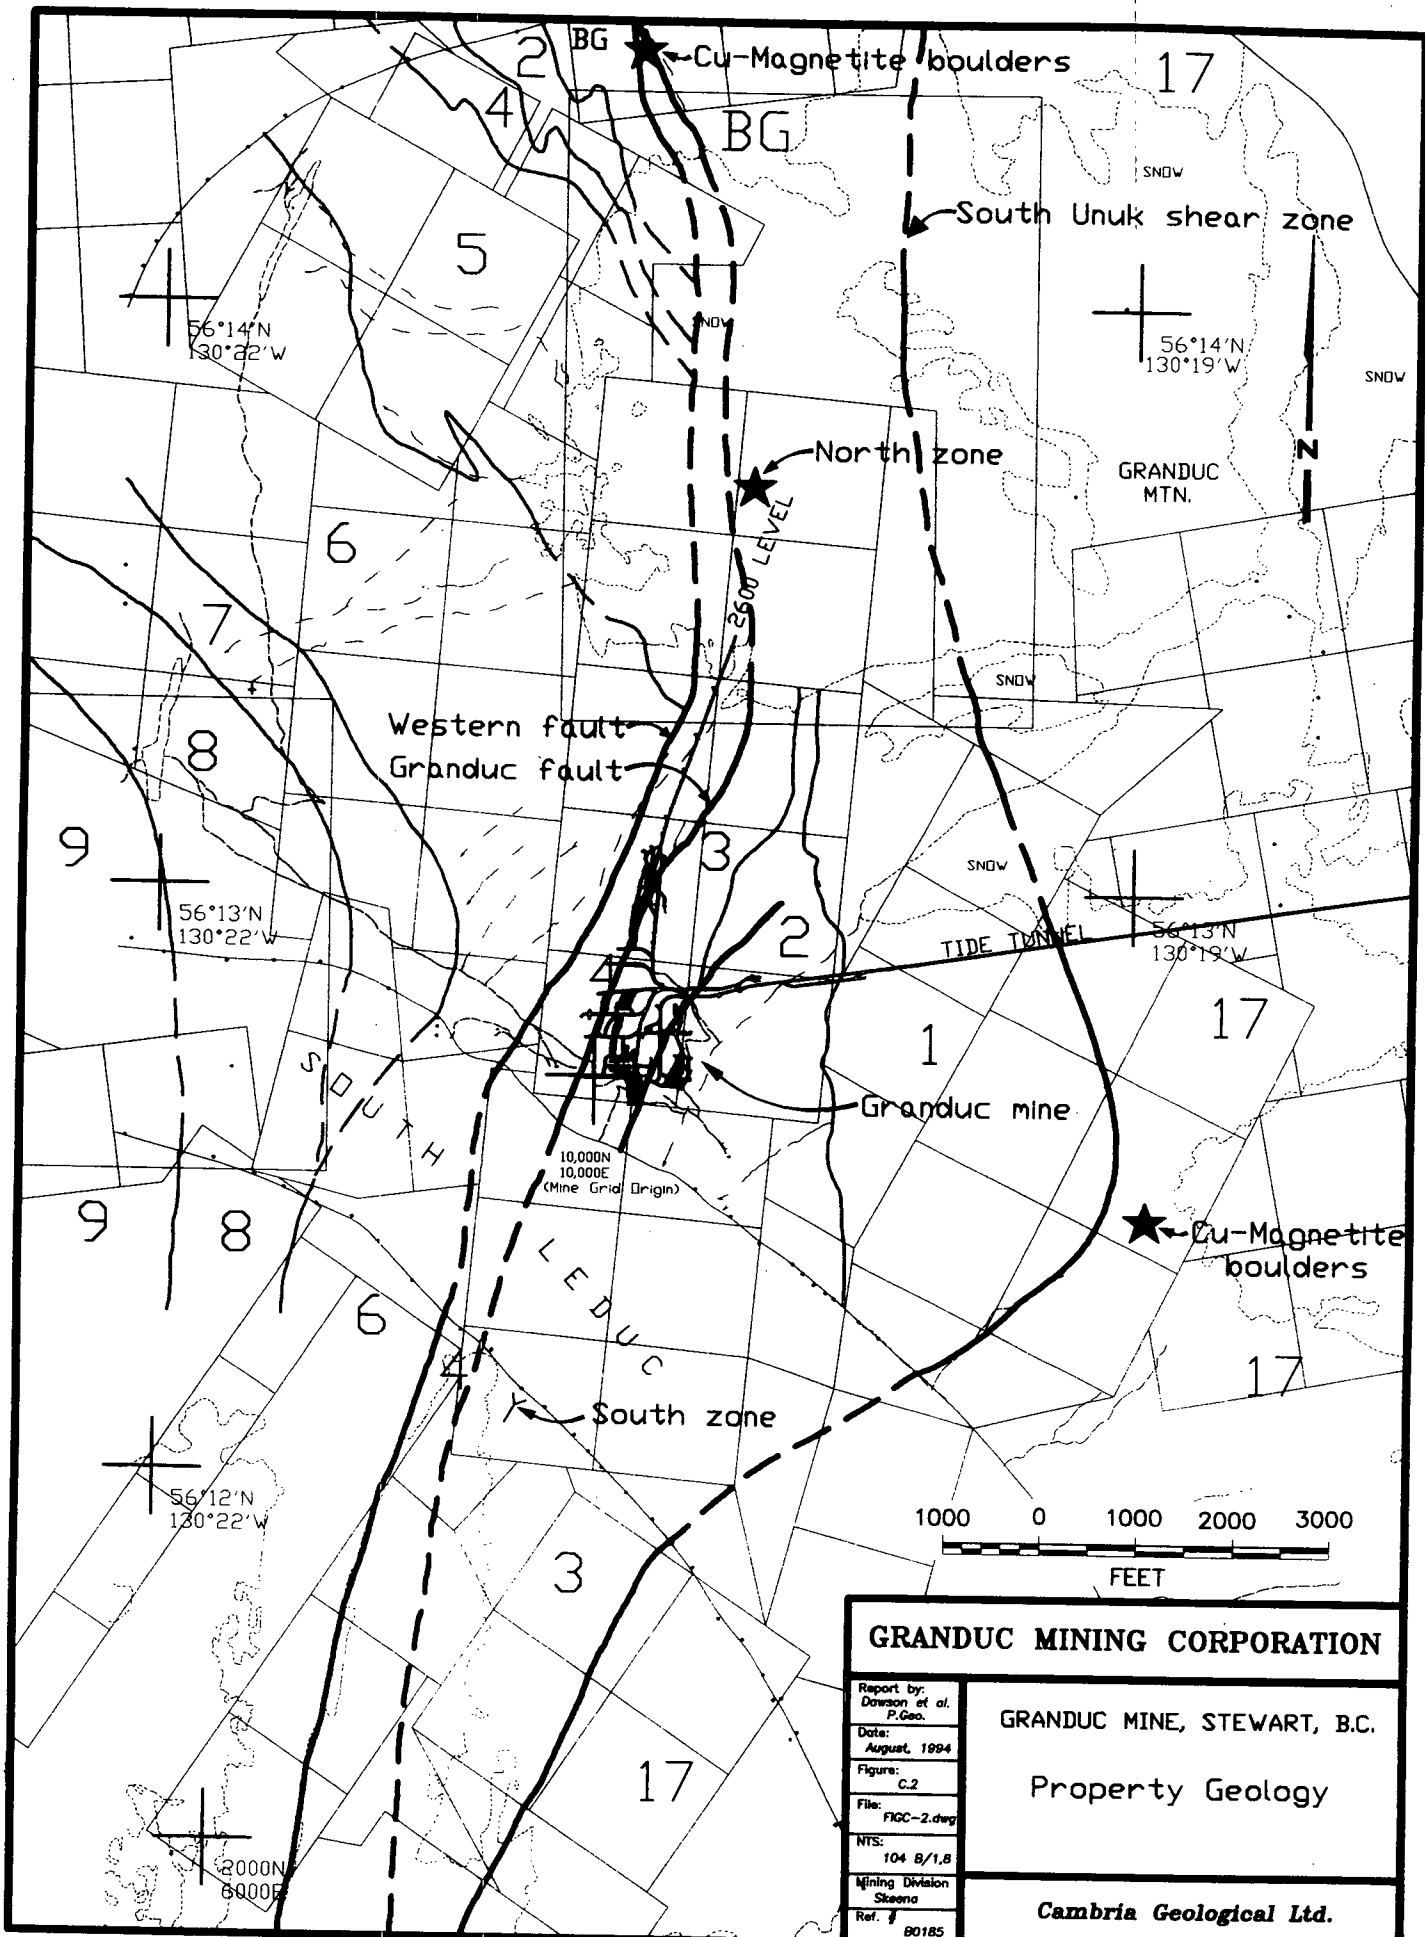 2
BG
Cu-Magnetite boulders
17
4
BG
SNOW
South Unuk shear zone
5
56°14'N
130°22'W
SNOW
56°14'N
130°19'W
SNOW
North zone
GRANDUC
MTN.
N
2600 LEVEL
6
7
SNOW
Western fault
Granduc fault
8
9
3
SNOW
56°13'N
130°22'W
2
TIDE TUNNEL
56°13'N
130°19'W
4
17
1
SOUTH
Granduc mine
10,000N
10,000E
(Mine Grid Origin)
9
8
Cu-Magnetite
boulders
LEDUC
6
4
17
South zone
56°12'N
130°22'W
1000 0 1000 2000 3000
FEET
3
17
2000N
6000E
GRANDUC MINING CORPORATION
Report by:
Dawson et al.
P.Geo.
Date:
August, 1994
Figure:
C.2
File:
FIGC-2.dwg
NTS:
104 B/1,8
Mining Division
Skeena
Ref. #
B0185
GRANDUC MINE, STEWART, B.C.
Property Geology
Cambria Geological Ltd.